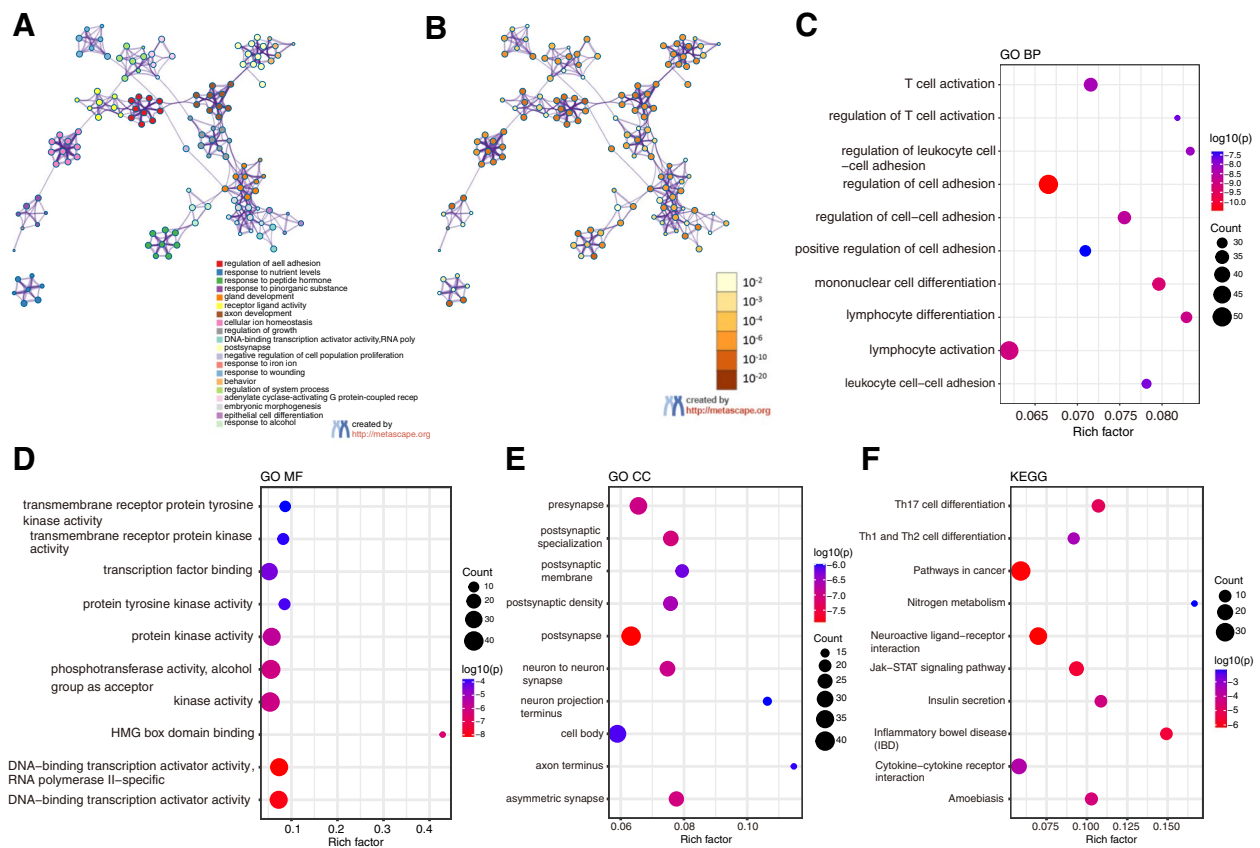 A
regulation of aell adhesion
response to nutrient levels
response to peptide hormone
response to pinorganic substance
gland development
receptor ligand activity
axon development
cellular ion homeostasis
regulation of growth
DNA-binding transcription activator activity,RNA poly
postsynapse
negative regulation of cell population proliferation
response to iron ion
response to wounding
behavior
regulation of system process
adenylate cyclase-activating G protein-coupled recep
embryonic morphogenesis
epithelial cell differentiation
response to alcohol
created by
http://metascape.org
B
10-2
10-3
10-4
10-6
10-10
10-20
created by
http://metascape.org
C
GO BP
T cell activation
regulation of T cell activation
regulation of leukocyte cell
−cell adhesion
regulation of cell adhesion
regulation of cell−cell adhesion
positive regulation of cell adhesion
mononuclear cell differentiation
lymphocyte differentiation
lymphocyte activation
leukocyte cell−cell adhesion
0.065 0.070 0.075 0.080
Rich factor
log10(p)
−7.5
−8.0
−8.5
−9.0
−9.5
−10.0
Count
30
35
40
45
50
D
GO MF
transmembrane receptor protein tyrosine
kinase activity
transmembrane receptor protein kinase
activity
transcription factor binding
protein tyrosine kinase activity
protein kinase activity
phosphotransferase activity, alcohol
group as acceptor
kinase activity
HMG box domain binding
DNA−binding transcription activator activity,
RNA polymerase II−specific
DNA−binding transcription activator activity
0.1 0.2 0.3 0.4
Rich factor
Count
10
20
30
40
log10(p)
−4
−5
−6
−7
−8
E
GO CC
presynapse
postsynaptic
specialization
postsynaptic
membrane
postsynaptic density
postsynapse
neuron to neuron
synapse
neuron projection
terminus
cell body
axon terminus
asymmetric synapse
0.06 0.08 0.10
Rich factor
log10(p)
−6.0
−6.5
−7.0
−7.5
Count
15
20
25
30
35
40
F
KEGG
Th17 cell differentiation
Th1 and Th2 cell differentiation
Pathways in cancer
Nitrogen metabolism
Neuroactive ligand−receptor
interaction
Jak−STAT signaling pathway
Insulin secretion
Inflammatory bowel disease
(IBD)
Cytokine−cytokine receptor
interaction
Amoebiasis
0.075 0.100 0.125 0.150
Rich factor
Count
10
20
30
log10(p)
−3
−4
−5
−6